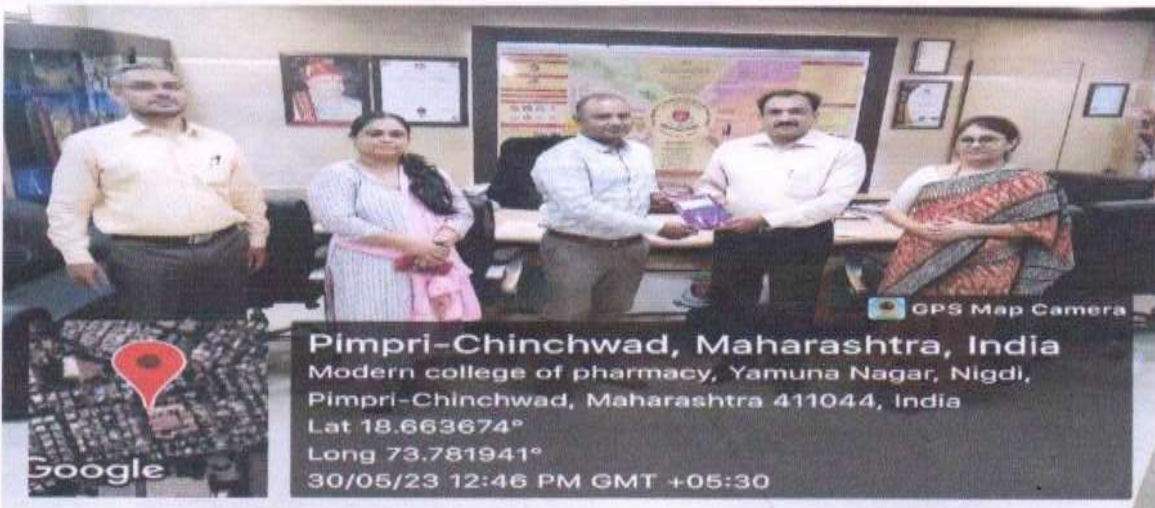 GPS Map Camera
Pimpri-Chinchwad, Maharashtra, India
Modern college of pharmacy, Yamuna Nagar, Nigdi,
Pimpri-Chinchwad, Maharashtra 411044, India
Lat 18.663674°
Long 73.781941°
30/05/23 12:46 PM GMT +05:30
Google